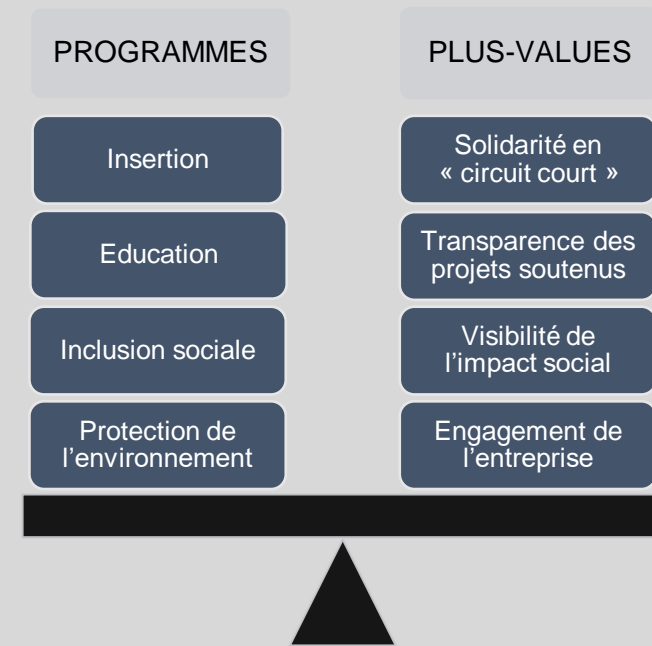 PROGRAMMES
Insertion
Education
Inclusion sociale
Protection de
l’environnement
PLUS-VALUES
Solidarité en
« circuit court »
Transparence des
projets soutenus
Visibilité de
l’impact social
Engagement de
l’entreprise